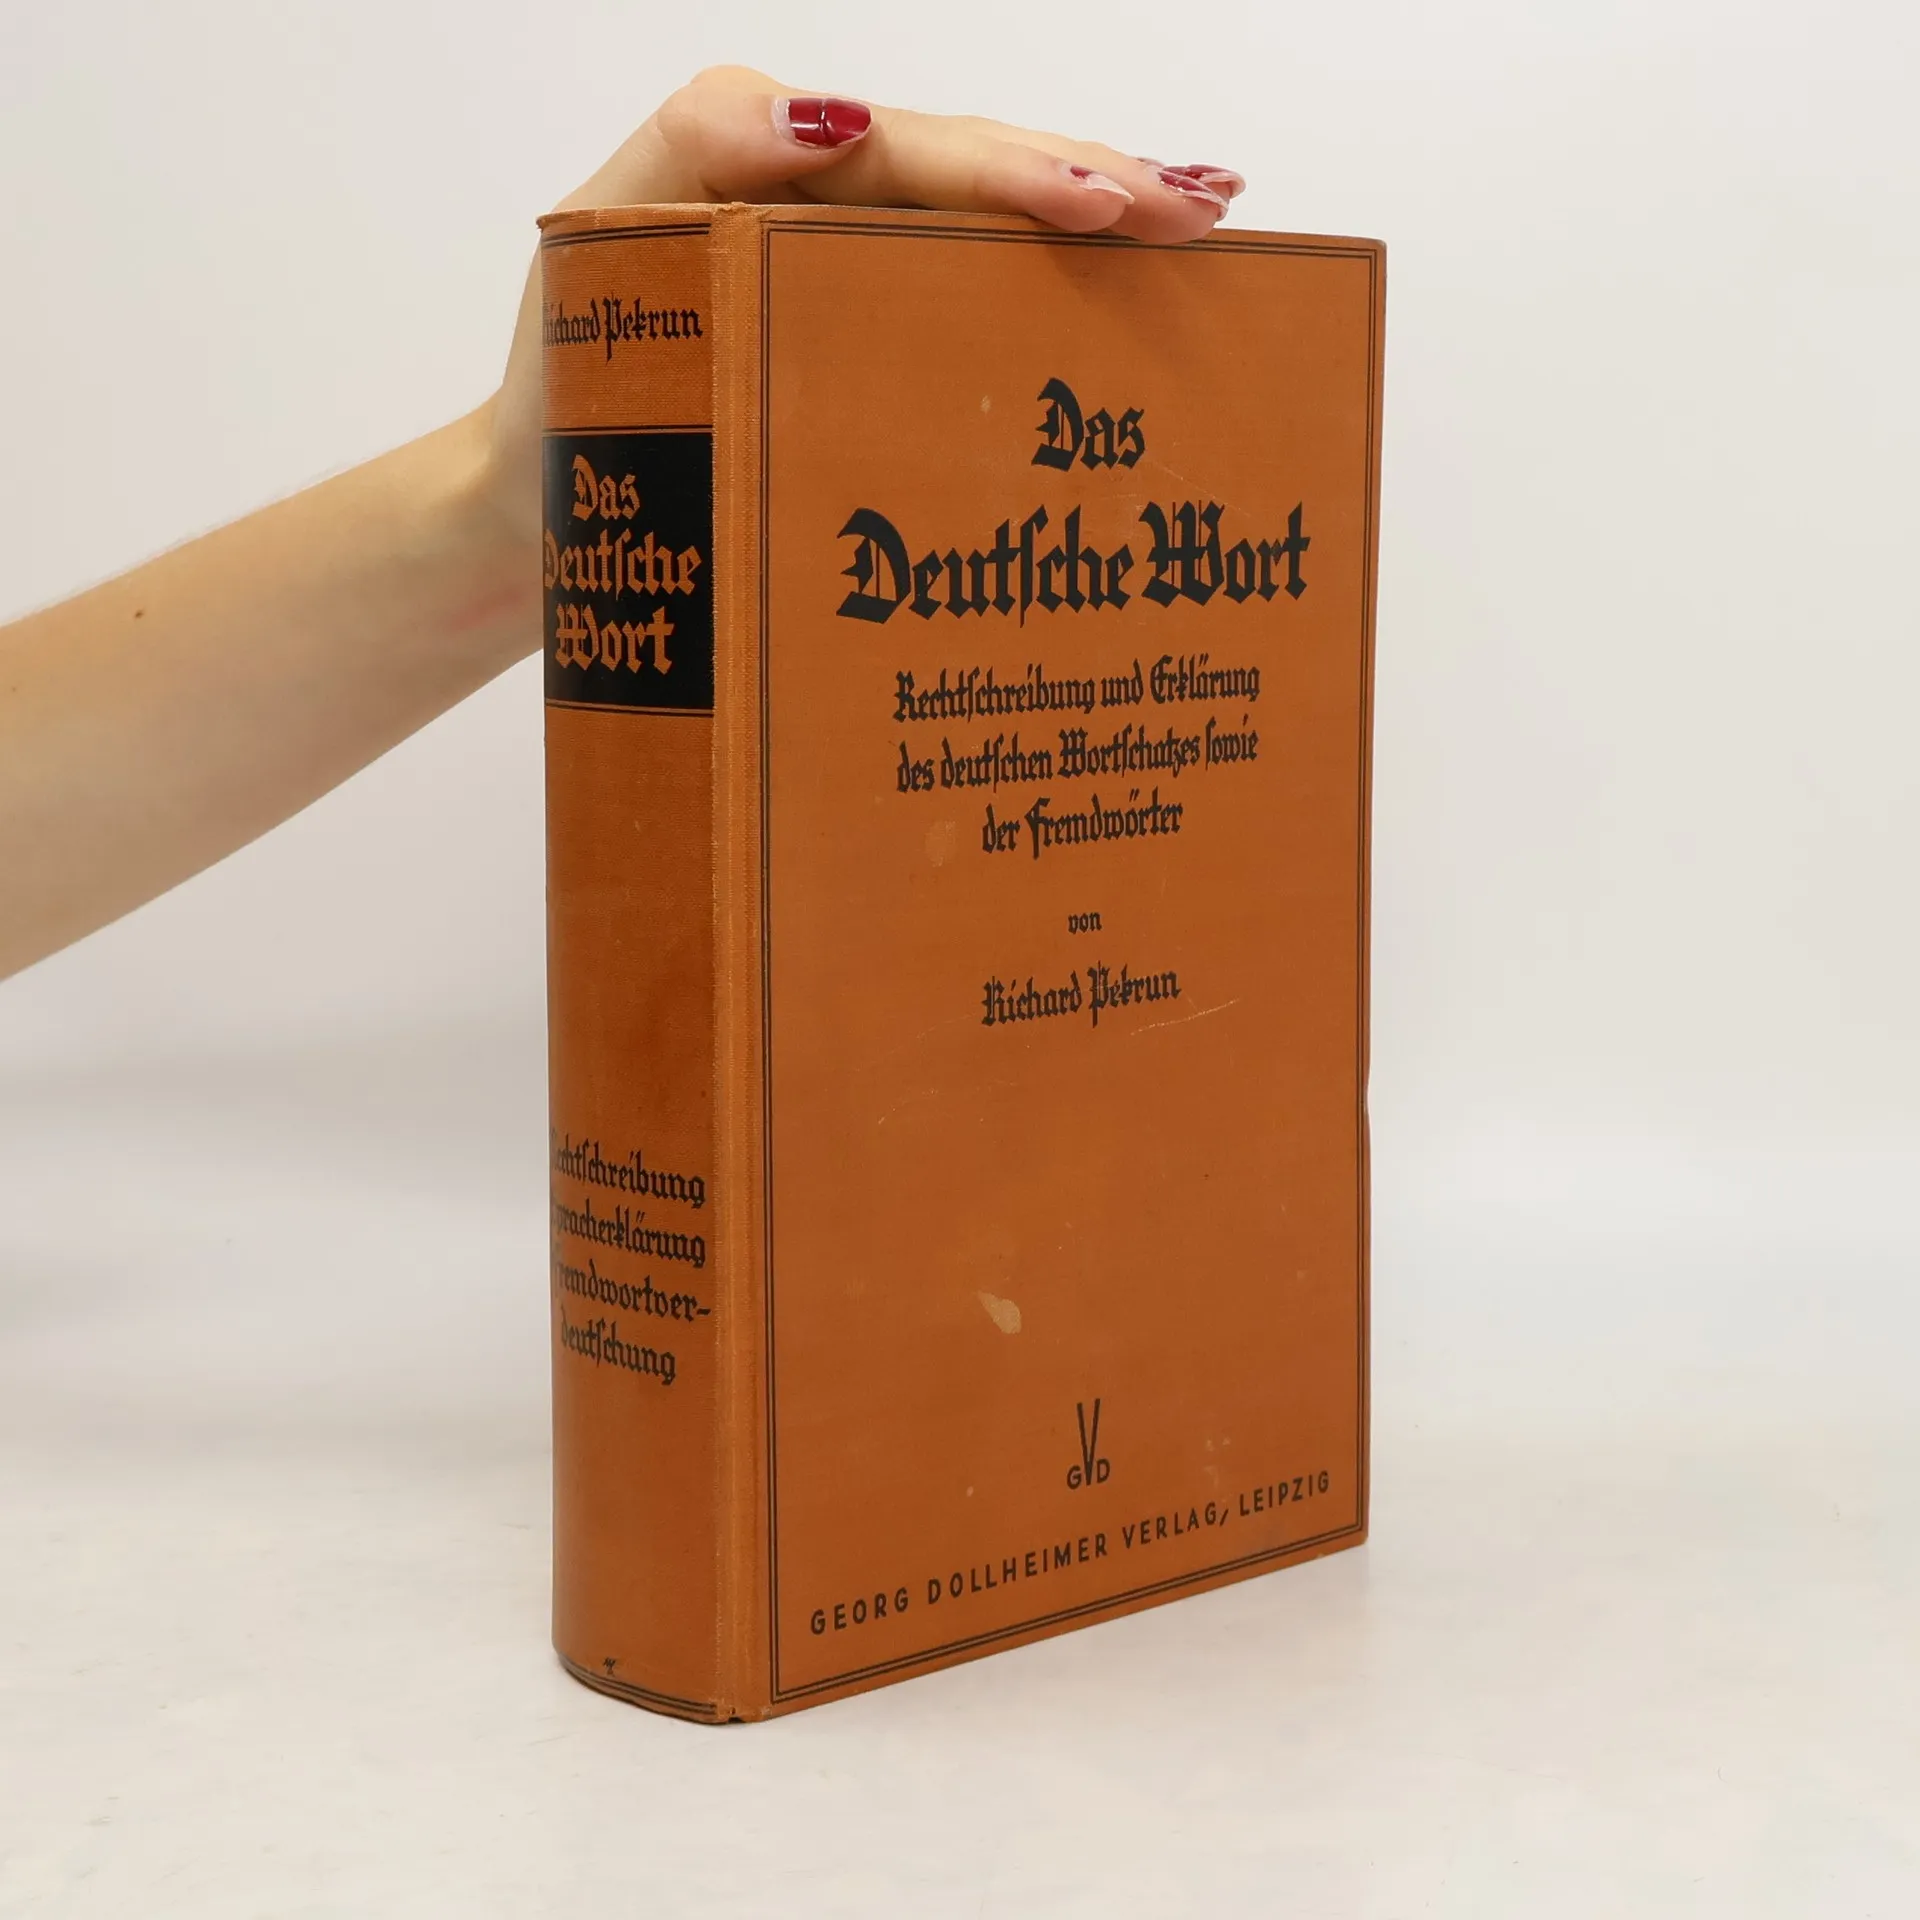 Richard Pekrun
Das
Deutsche
Wort
Rechtschreibung
Spracherklärung
Fremdwortver-
deutschung
Das
Deutsche Wort
Rechtschreibung und Erklärung
des deutschen Wortschatzes sowie
der Fremdwörter
von
Richard Pekrun
GVD
GEORG DOLLHEIMER VERLAG, LEIPZIG